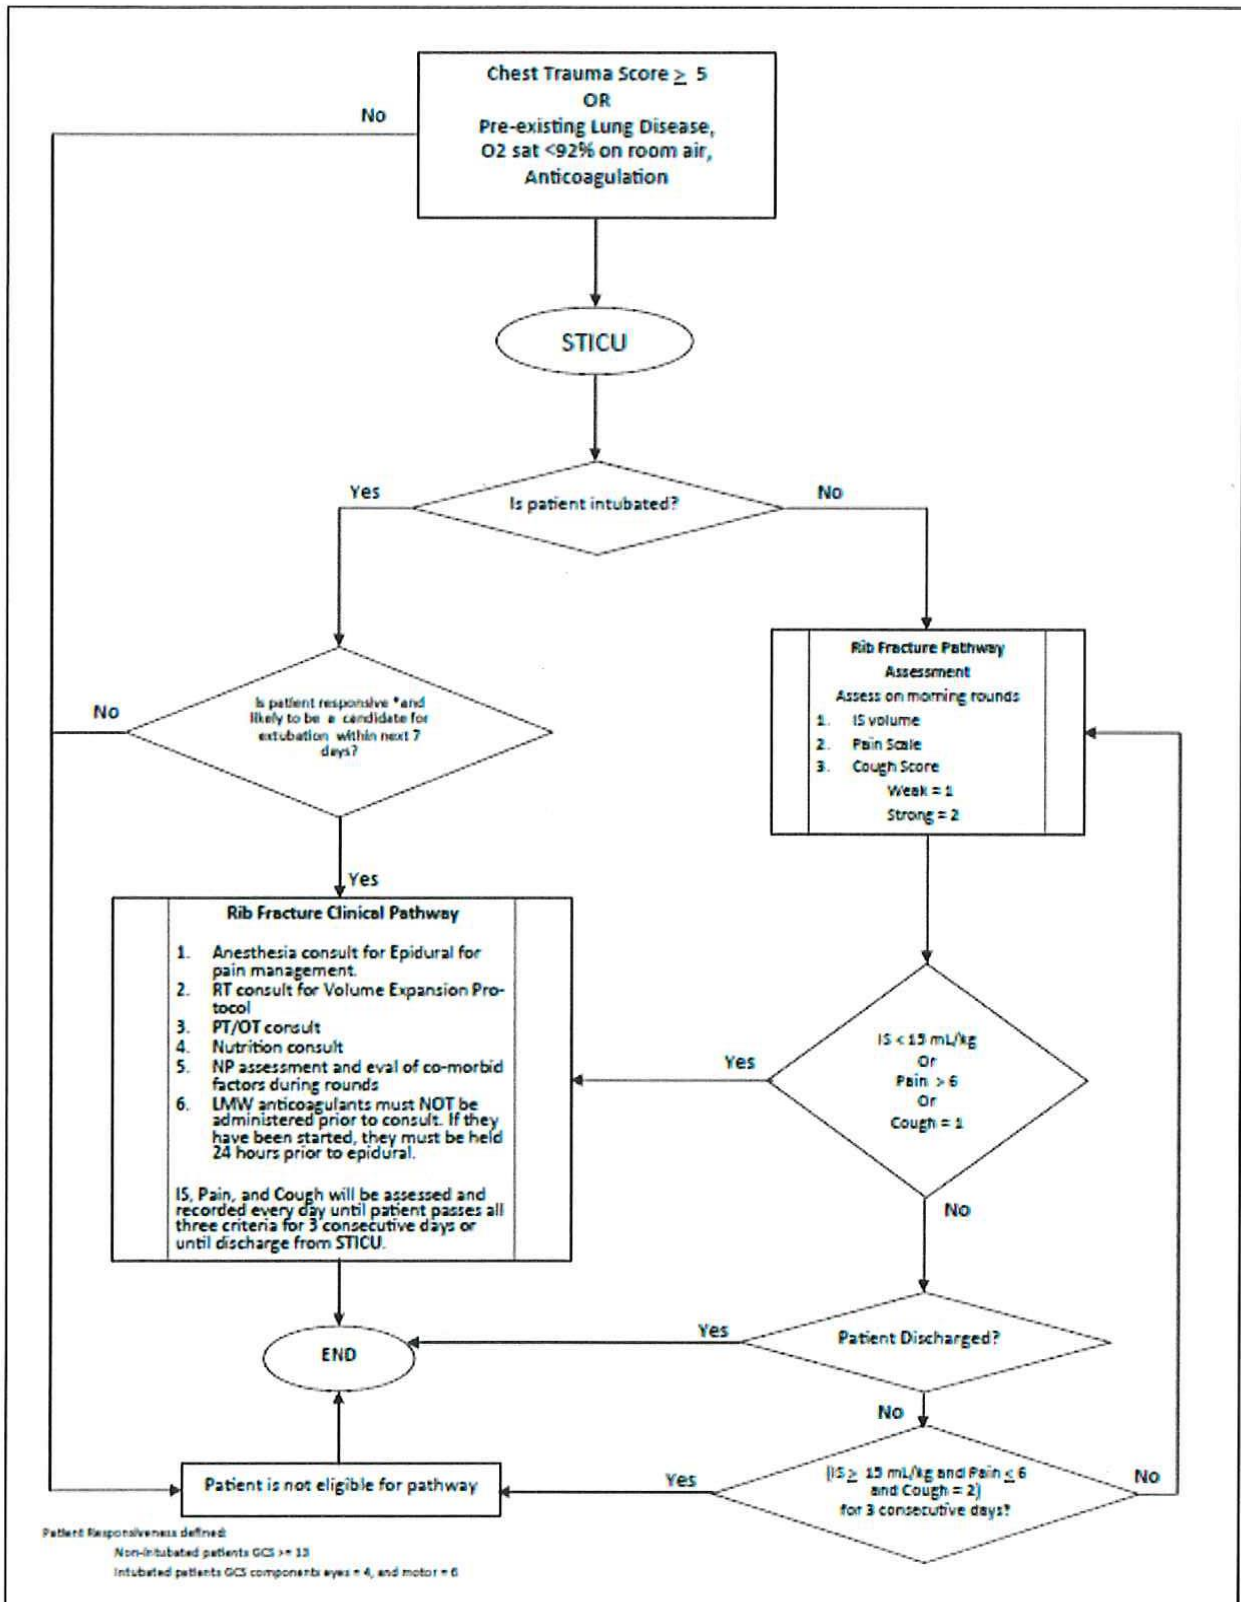 Chest Trauma Score ≥ 5
OR
Pre-existing Lung Disease,
O2 sat <92% on room air,
Anticoagulation
No
STICU
Is patient intubated?
Yes
No
Is patient responsive *and
likely to be a candidate for
extubation within next 7
days?
No
Yes
Rib Fracture Pathway
Assessment
Assess on morning rounds
1. IS volume
2. Pain Scale
3. Cough Score
Weak = 1
Strong = 2
Rib Fracture Clinical Pathway
1. Anesthesia consult for Epidural for
pain management.
2. RT consult for Volume Expansion Pro-
tocol
3. PT/OT consult
4. Nutrition consult
5. NP assessment and eval of co-morbid
factors during rounds
6. LMW anticoagulants must NOT be
administered prior to consult. If they
have been started, they must be held
24 hours prior to epidural.
IS, Pain, and Cough will be assessed and
recorded every day until patient passes all
three criteria for 3 consecutive days or
until discharge from STICU.
IS < 15 mL/kg
Or
Pain > 6
Or
Cough = 1
Yes
No
Patient Discharged?
Yes
No
END
(IS ≥ 15 mL/kg and Pain ≤ 6
and Cough = 2)
for 3 consecutive days?
Yes
No
Patient is not eligible for pathway
Patient Responsiveness defined:
Non-intubated patients GCS >= 13
Intubated patients GCS components eyes = 4, and motor = 6